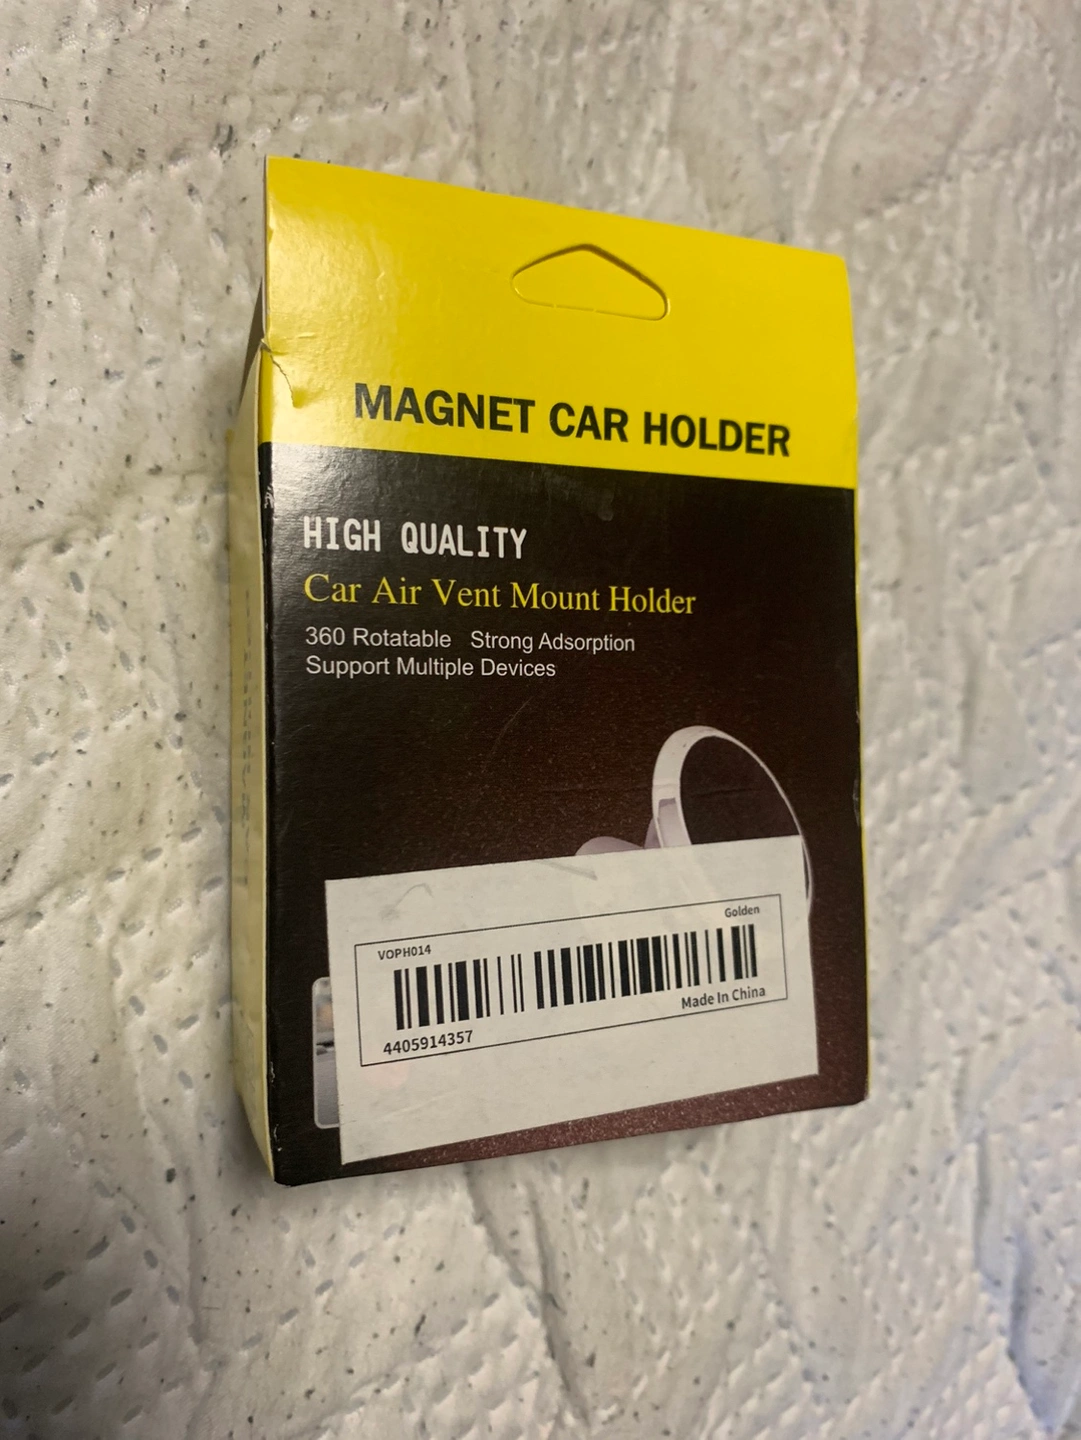 MAGNET CAR HOLDER
HIGH QUALITY
Car Air Vent Mount Holder
360 Rotatable Strong Adsorption
Support Multiple Devices
VOPH014 Golden
4405914357 Made In China